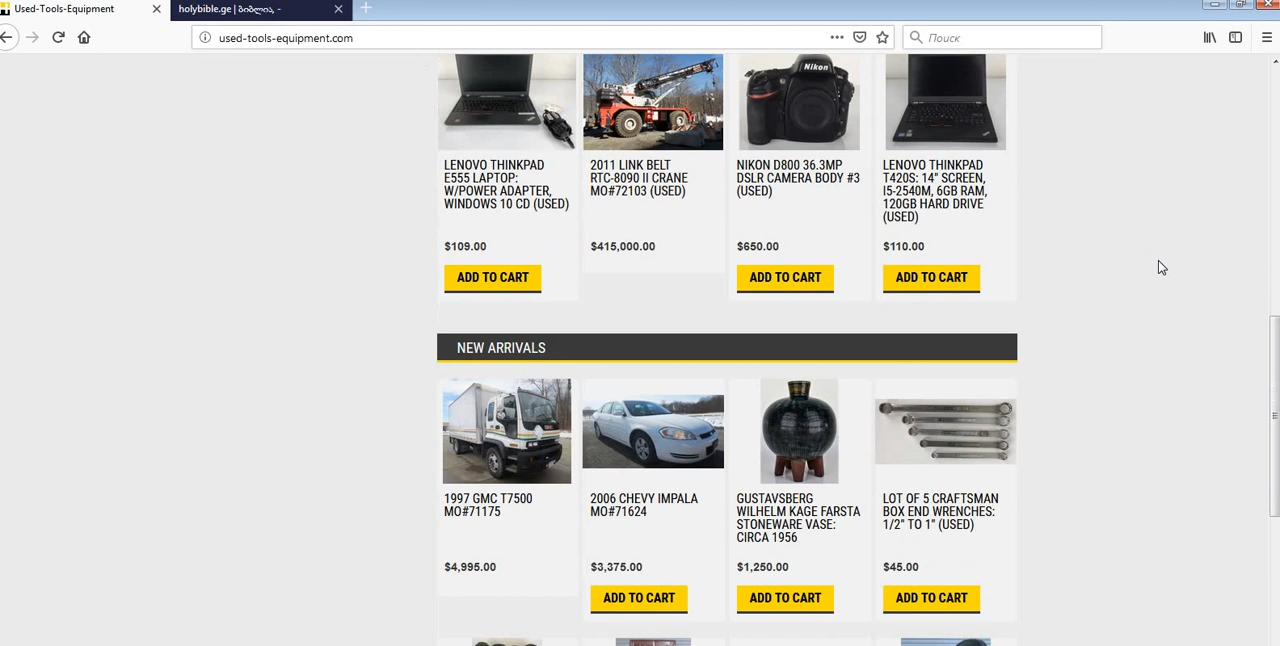 Used-Tools-Equipment
holybible.ge | ბიბლია, -
used-tools-equipment.com
Поиск
Nikon
LENOVO THINKPAD
E555 LAPTOP:
W/POWER ADAPTER,
WINDOWS 10 CD (USED)
$109.00
ADD TO CART
2011 LINK BELT
RTC-8090 II CRANE
MO#72103 (USED)
$415,000.00
NIKON D800 36.3MP
DSLR CAMERA BODY #3
(USED)
$650.00
ADD TO CART
LENOVO THINKPAD
T420S: 14" SCREEN,
I5-2540M, 6GB RAM,
120GB HARD DRIVE
(USED)
$110.00
ADD TO CART
NEW ARRIVALS
1997 GMC T7500
MO#71175
$4,995.00
2006 CHEVY IMPALA
MO#71624
$3,375.00
ADD TO CART
GUSTAVSBERG
WILHELM KAGE FARSTA
STONEWARE VASE:
CIRCA 1956
$1,250.00
ADD TO CART
LOT OF 5 CRAFTSMAN
BOX END WRENCHES:
1/2" TO 1" (USED)
$45.00
ADD TO CART